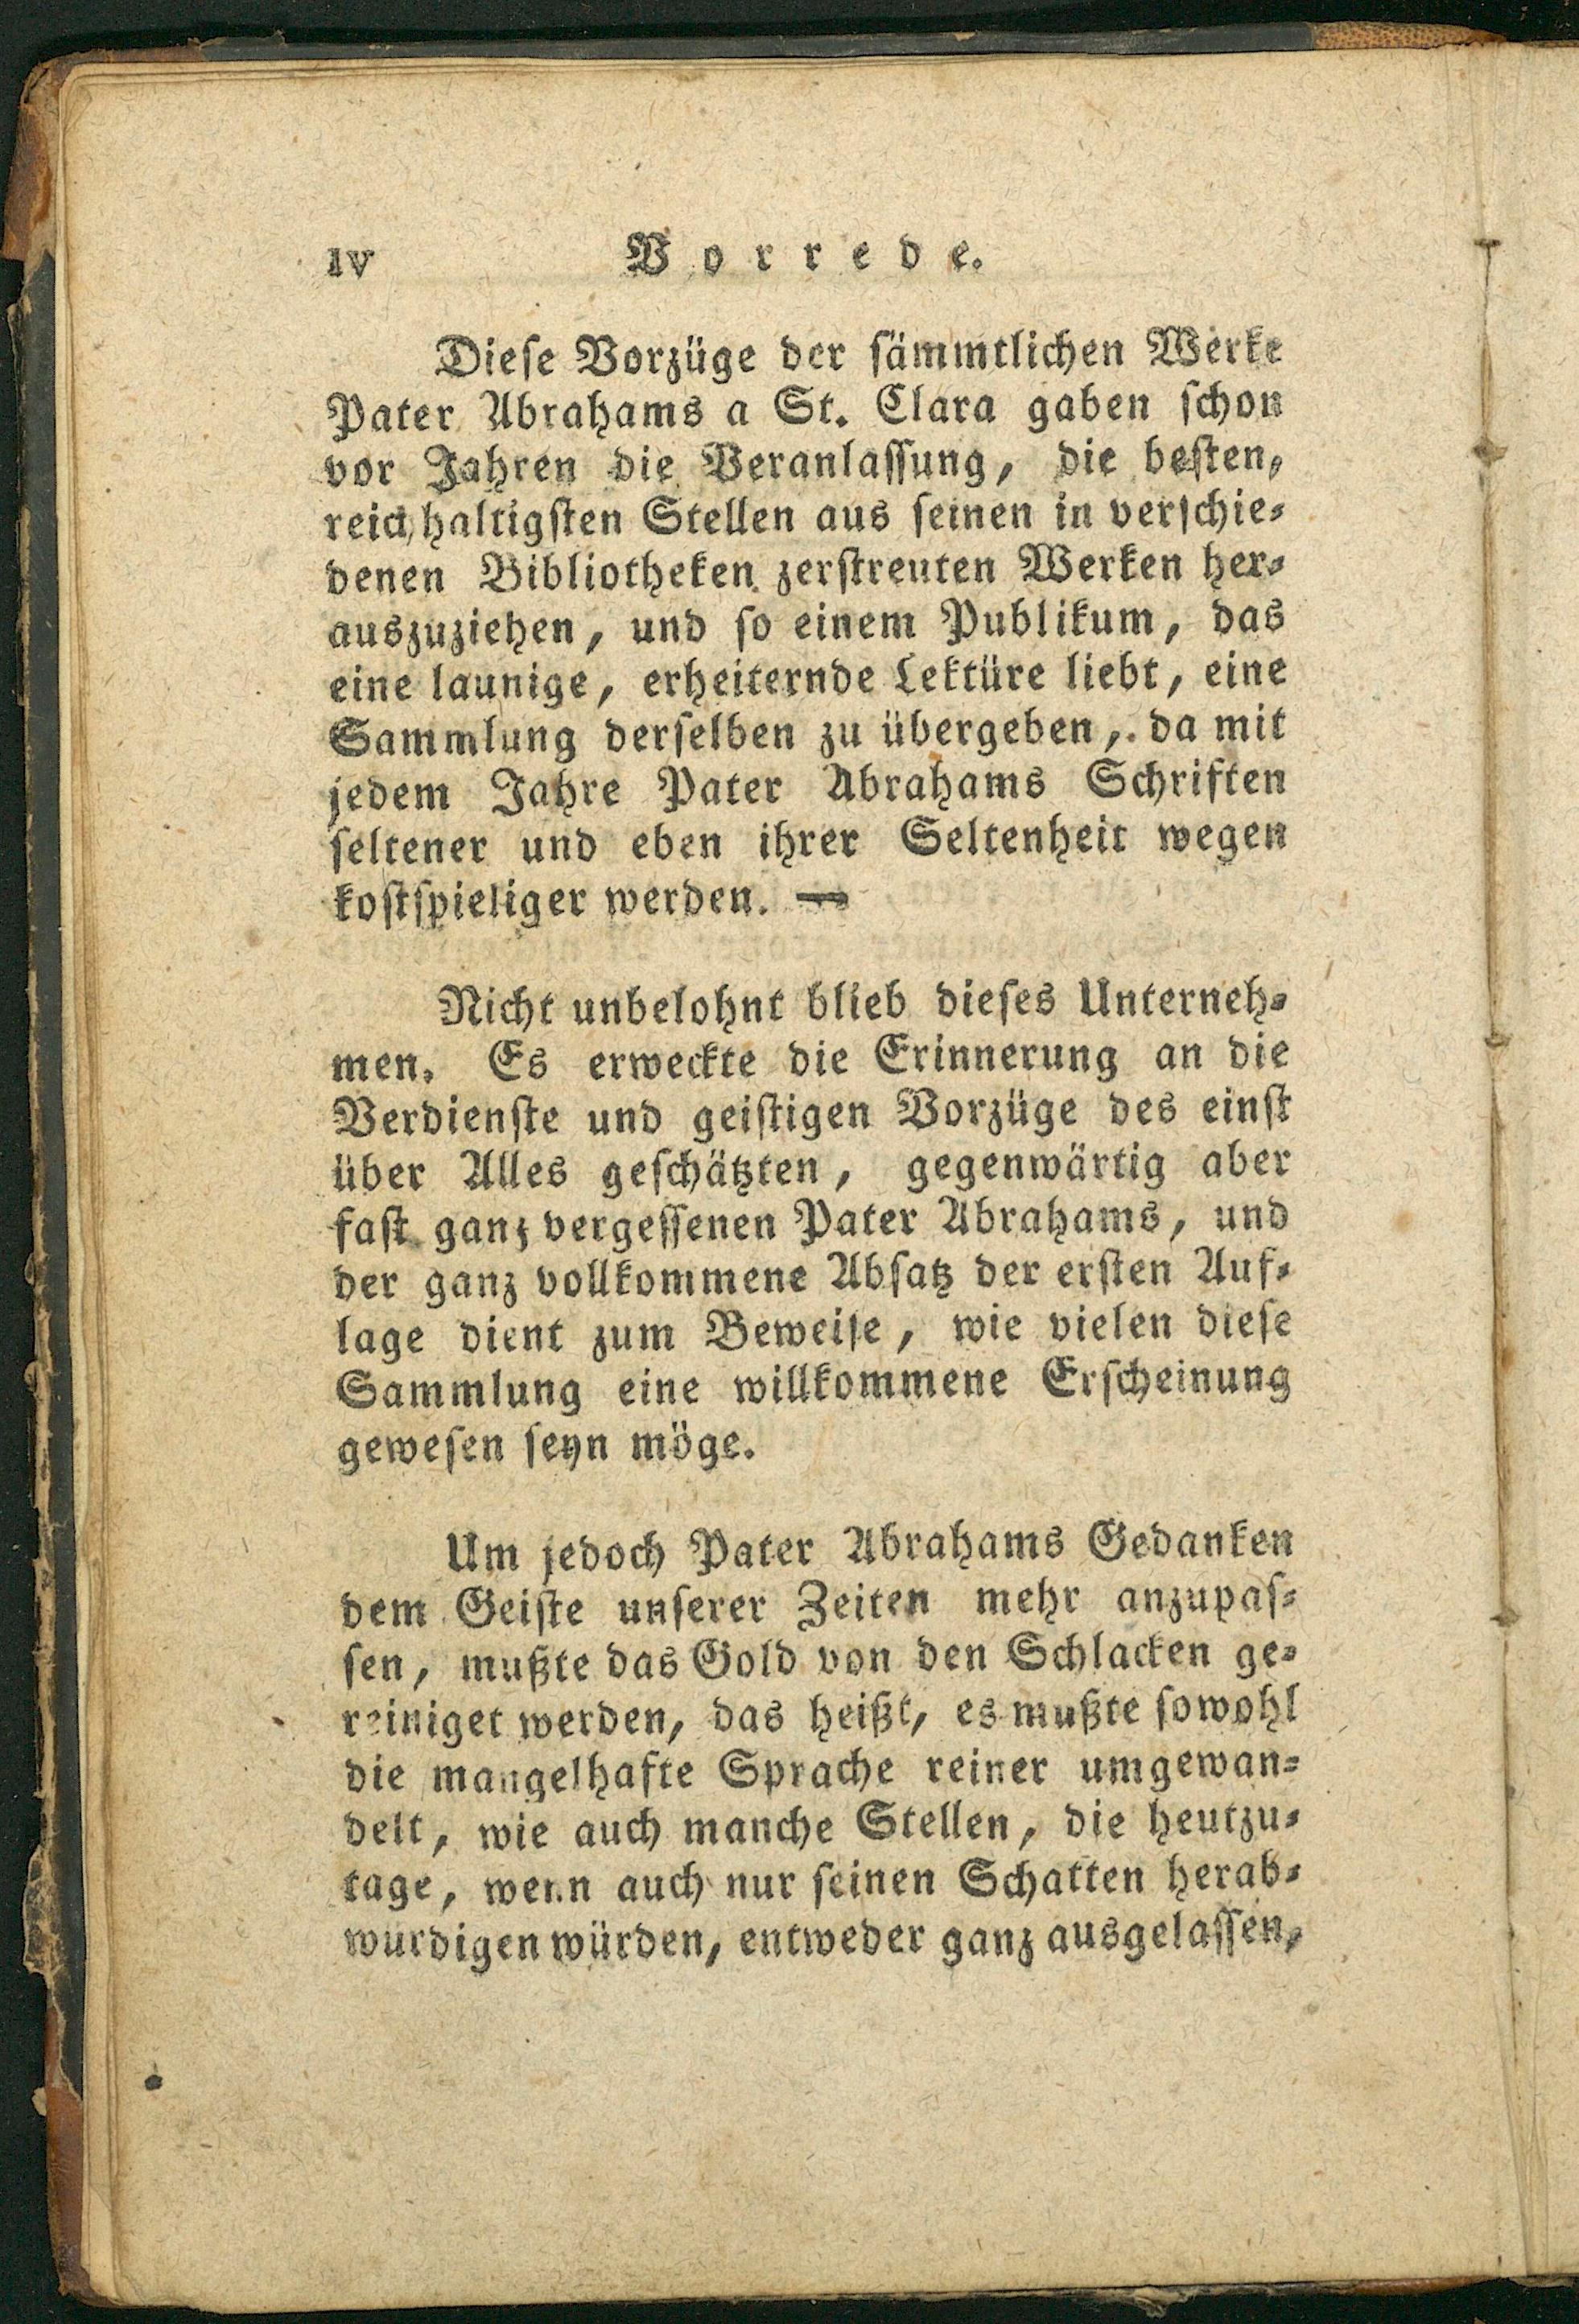 IV Vorrede.
Diese Vorzüge der sämmtlichen Werke
Pater Abrahams a St. Clara gaben schon
vor Jahren die Veranlassung, die besten,
reichhaltigsten Stellen aus seinen in verschie-
denen Bibliotheken zerstreuten Werken her-
auszuziehen, und so einem Publikum, das
eine launige, erheiternde Lektüre liebt, eine
Sammlung derselben zu übergeben, da mit
jedem Jahre Pater Abrahams Schriften
seltener und eben ihrer Seltenheit wegen
kostspieliger werden. —
Nicht unbelohnt blieb dieses Unterneh-
men. Es erweckte die Erinnerung an die
Verdienste und geistigen Vorzüge des einst
über Alles geschätzten, gegenwärtig aber
fast ganz vergessenen Pater Abrahams, und
der ganz vollkommene Absatz der ersten Auf-
lage dient zum Beweise, wie vielen diese
Sammlung eine willkommene Erscheinung
gewesen seyn möge.
Um jedoch Pater Abrahams Gedanken
dem Geiste unserer Zeiten mehr anzupas-
sen, mußte das Gold von den Schlacken ge-
reiniget werden, das heißt, es mußte sowohl
die mangelhafte Sprache reiner umgewan-
delt, wie auch manche Stellen, die heutzu-
tage, wenn auch nur seinen Schatten herab-
würdigen würden, entweder ganz ausgelassen,